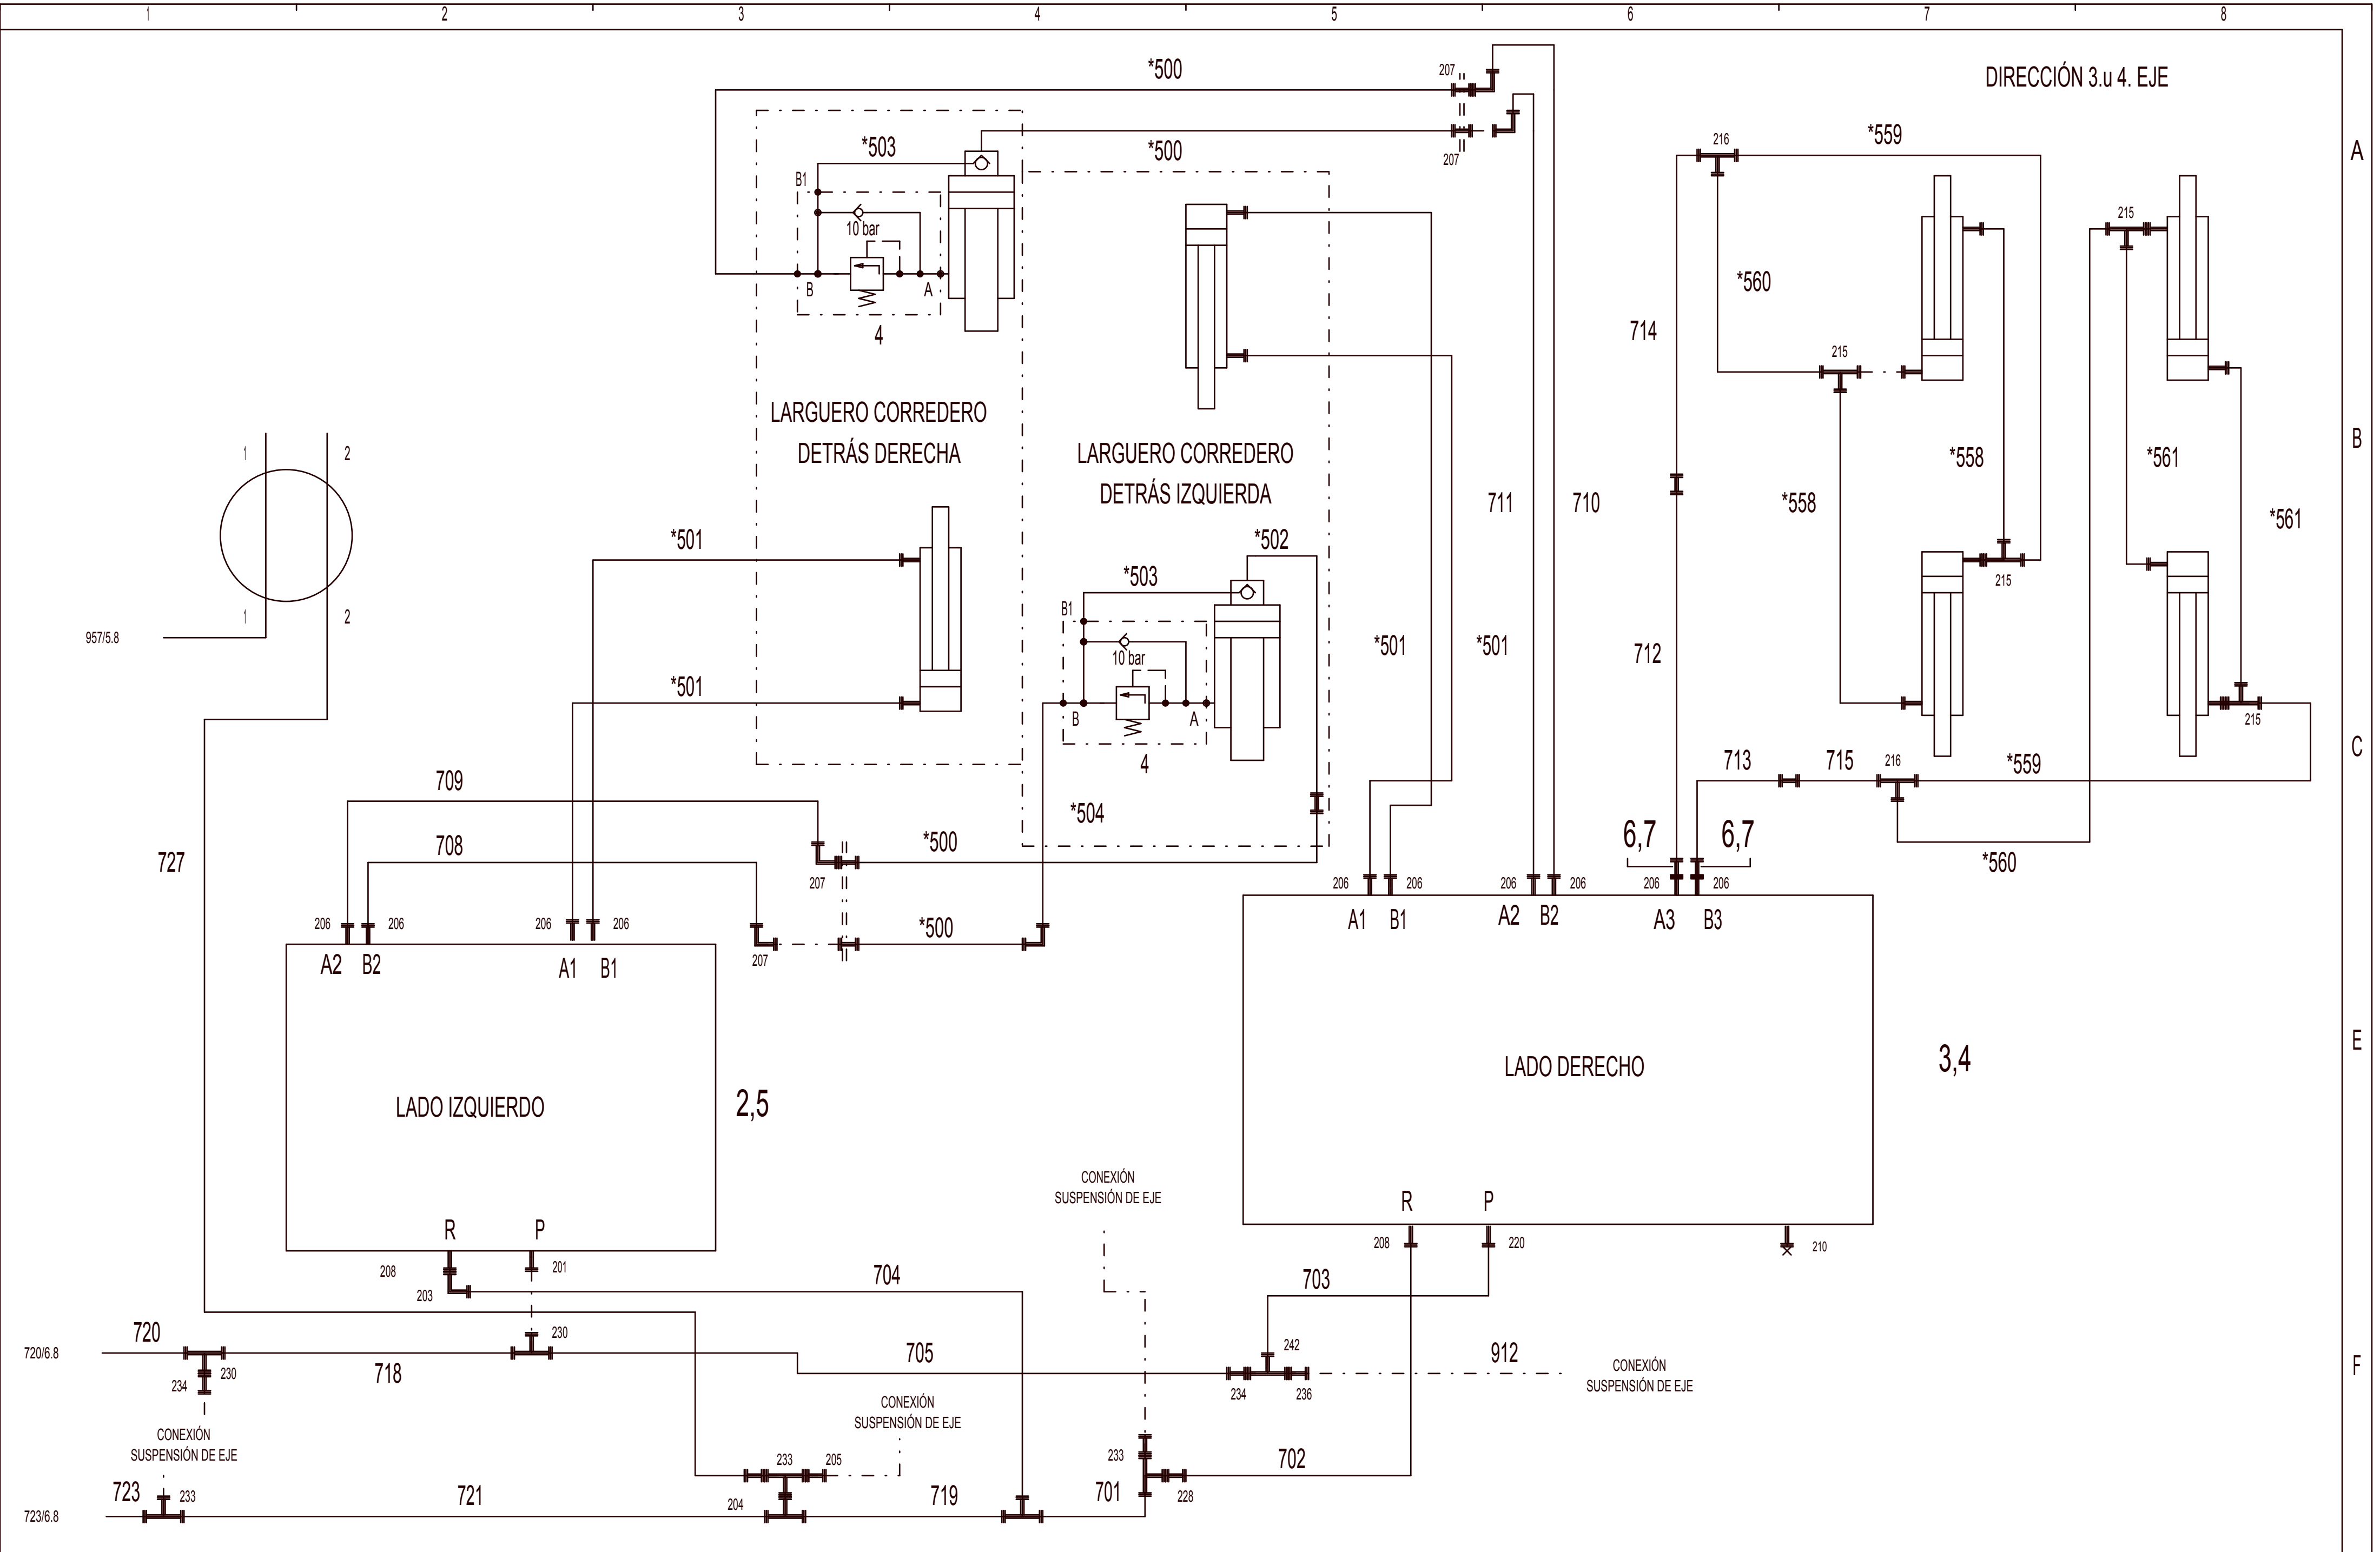 1 2 3 4 5 6 7 8
*500
207
DIRECCIÓN 3.u 4. EJE
*503
*500
207
216
*559
A
B1
10 bar
215
*560
B
A
4
714
215
LARGUERO CORREDERO
DETRÁS DERECHA
LARGUERO CORREDERO
DETRÁS IZQUIERDA
1
2
B
*558
*561
711
710
*558
*561
*501
*502
*503
215
B1
1
2
957/5.8
10 bar
*501
*501
712
*501
B
A
215
4
C
709
713
715
216
*559
*504
708
*500
6,7
6,7
727
*560
207
206
206
206
206
206
206
206
206
206
206
*500
A1
B1
A2
B2
A3
B3
207
A2
B2
A1
B1
E
LADO DERECHO
3,4
LADO IZQUIERDO
2,5
CONEXIÓN
SUSPENSIÓN DE EJE
R
P
R
P
208
220
210
208
201
203
704
703
720
230
242
720/6.8
705
912
718
230
234
234
236
CONEXIÓN
SUSPENSIÓN DE EJE
F
CONEXIÓN
SUSPENSIÓN DE EJE
CONEXIÓN
SUSPENSIÓN DE EJE
233
205
233
702
723
233
721
204
719
701
228
723/6.8